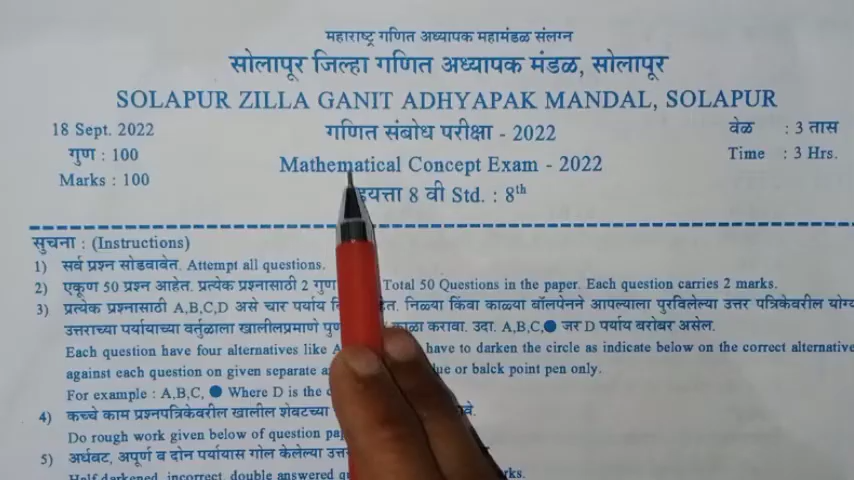 महाराष्ट्र गणित अध्यापक महामंडळ संलग्न
सोलापूर जिल्हा गणित अध्यापक मंडळ, सोलापूर
SOLAPUR ZILLA GANIT ADHYAPAK MANDAL, SOLAPUR
18 Sept. 2022 गणित संबोध परीक्षा - 2022 वेळ : 3 तास
गुण : 100 Mathematical Concept Exam - 2022 Time : 3 Hrs.
Marks : 100 इयत्ता 8 वी Std. : 8th
सुचना : (Instructions)
1) सर्व प्रश्न सोडवावेत. Attempt all questions.
2) एकूण 50 प्रश्न आहेत. प्रत्येक प्रश्नासाठी 2 गुण Total 50 Questions in the paper. Each question carries 2 marks.
3) प्रत्येक प्रश्नासाठी A,B,C,D असे चार पर्याय निळ्या किंवा काळ्या बॉलपेनने आपल्याला पुरविलेल्या उत्तर पत्रिकेवरील
उत्तराच्या पर्यायाच्या वर्तुळाला खालीलप्रमाणे काळा करावा. उदा. A,B,C,● जर D पर्याय बरोबर असेल.
Each question have four alternatives like have to darken the circle as indicate below on the correct alternative
against each question on given separate or balck point pen only.
For example : A,B,C, ● Where D is the
4) कच्चे काम प्रश्नपत्रिकेवरील खालील शेवटच्या
Do rough work given below of question
5) अर्धवट, अपूर्ण व दोन पर्यायास गोल केलेल्या
Half darkened, incorrect, double answered